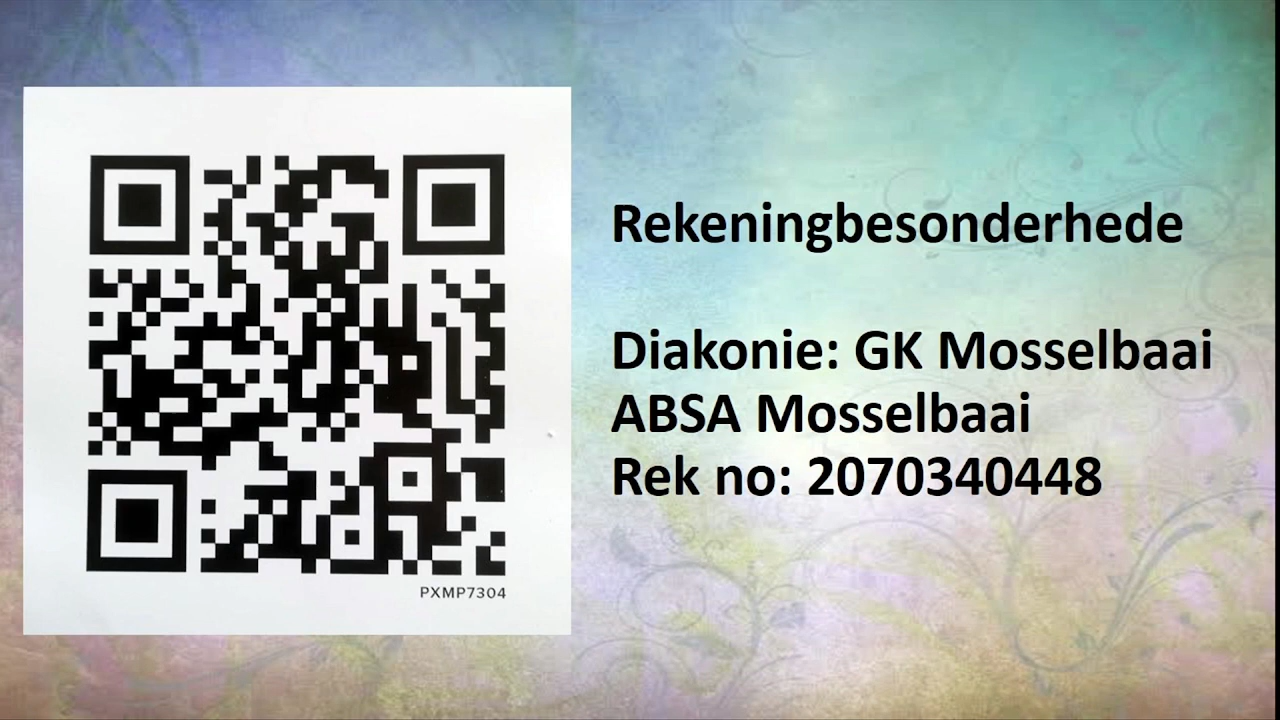 Rekeningbesonderhede
Diakonie: GK Mosselbaai
ABSA Mosselbaai
Rek no: 2070340448
PXMP7304